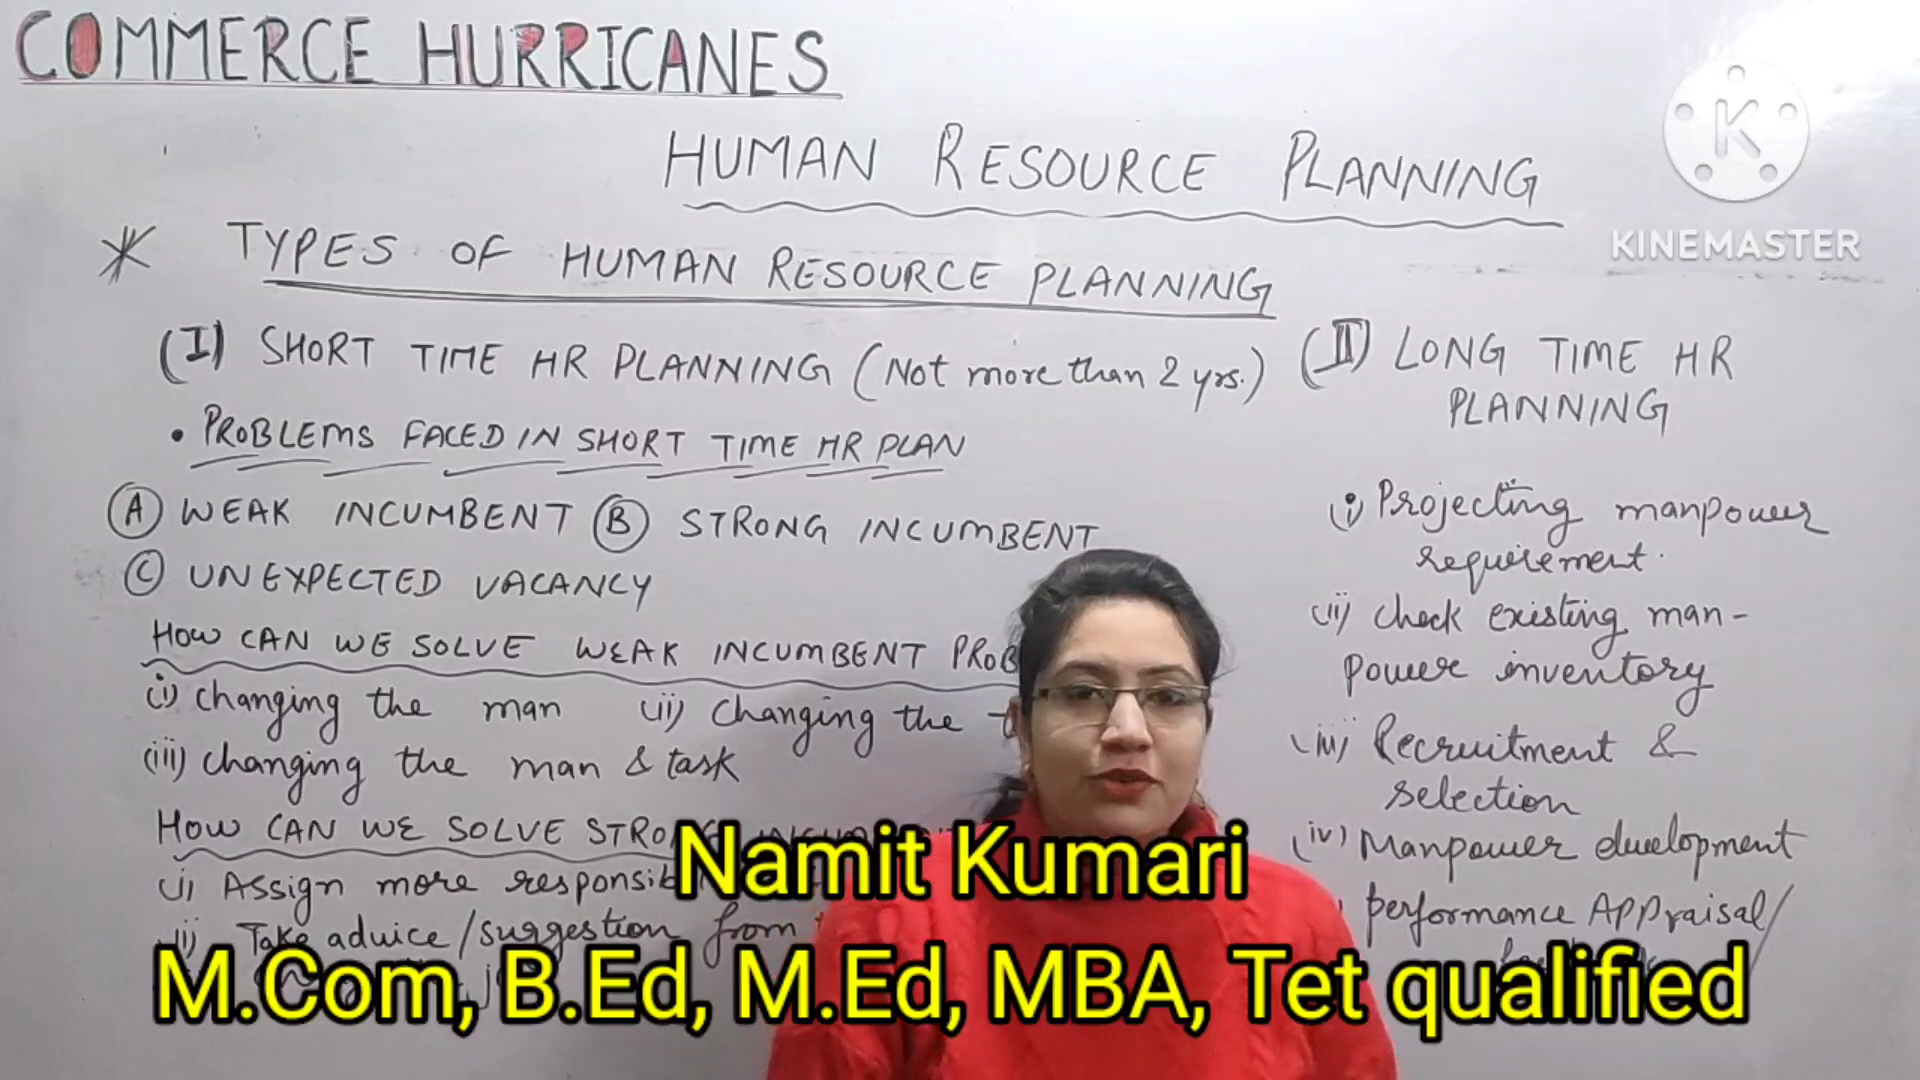 COMMERCE HURRICANES
HUMAN RESOURCE PLANNING
KINEMASTER
* TYPES OF HUMAN RESOURCE PLANNING
(I) SHORT TIME HR PLANNING (Not more than 2 yrs.)
• PROBLEMS FACED IN SHORT TIME HR PLAN
(A) WEAK INCUMBENT (B) STRONG INCUMBENT
(C) UNEXPECTED VACANCY
HOW CAN WE SOLVE WEAK INCUMBENT PROB
(i) changing the man (ii) changing the
(iii) changing the man & task
HOW CAN WE SOLVE STRO
(i) Assign more responsib
(ii) Take advice/suggestion from
(II) LONG TIME HR
PLANNING
(i) Projecting manpower
requirement.
(ii) check existing man-
power inventory
(iii) Recruitment &
selection
(iv) Manpower development
performance Appraisal/
Namit Kumari
M.Com, B.Ed, M.Ed, MBA, Tet qualified